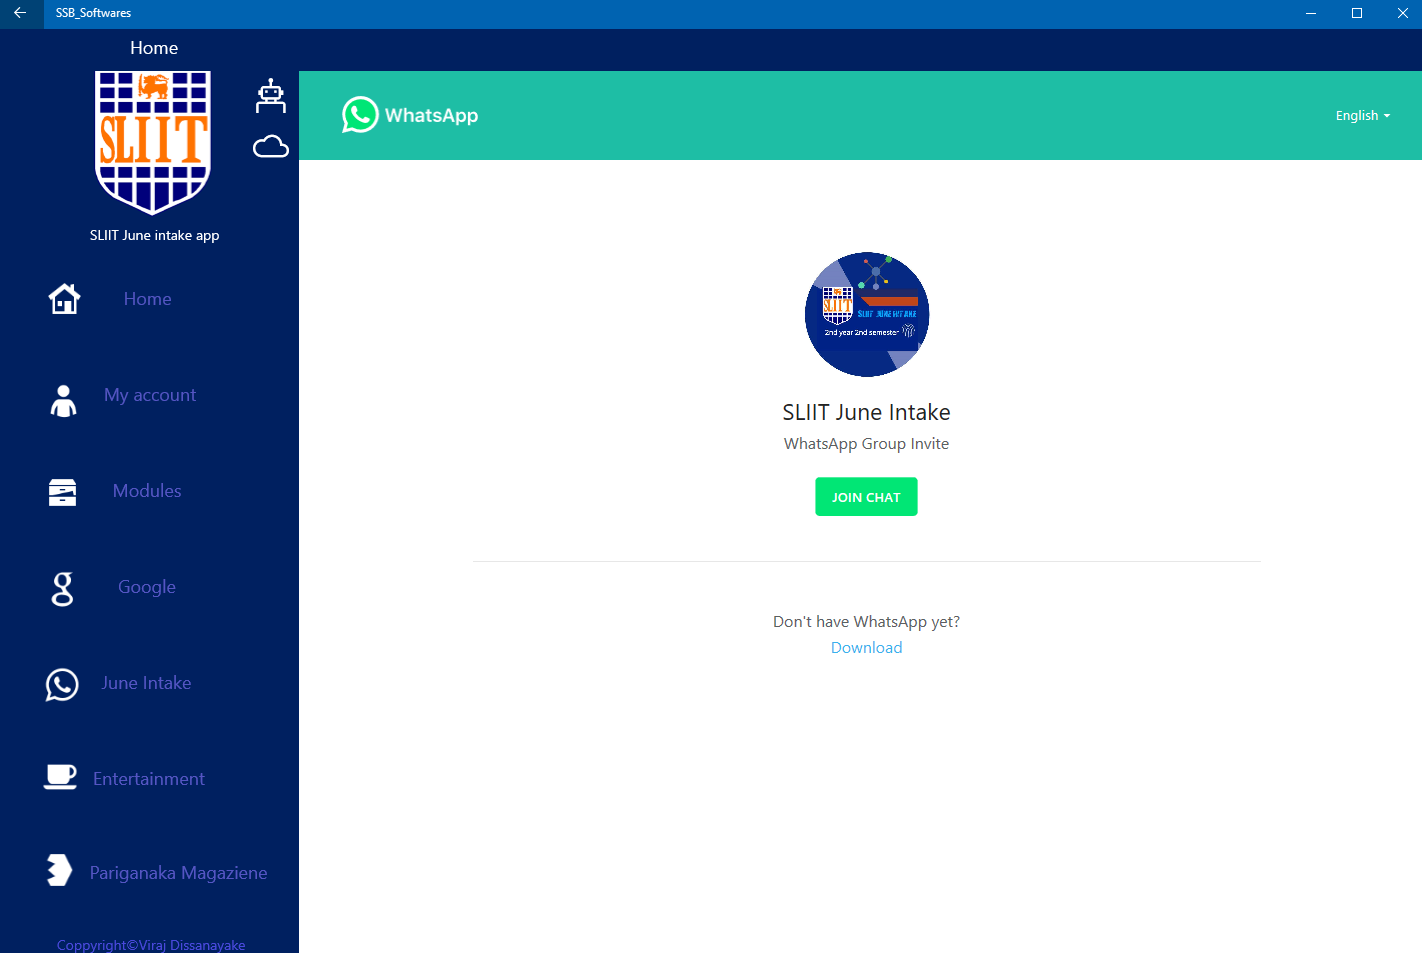 SSB_Softwares
Home
SLIIT
SLIIT June intake app
Home
My account
Modules
Google
June Intake
Entertainment
Pariganaka Magaziene
Coppyright©Viraj Dissanayake
WhatsApp
English
SLIIT
SLIIT JUNE INTAKE
2nd year 2nd semester
SLIIT June Intake
WhatsApp Group Invite
JOIN CHAT
Don't have WhatsApp yet?
Download